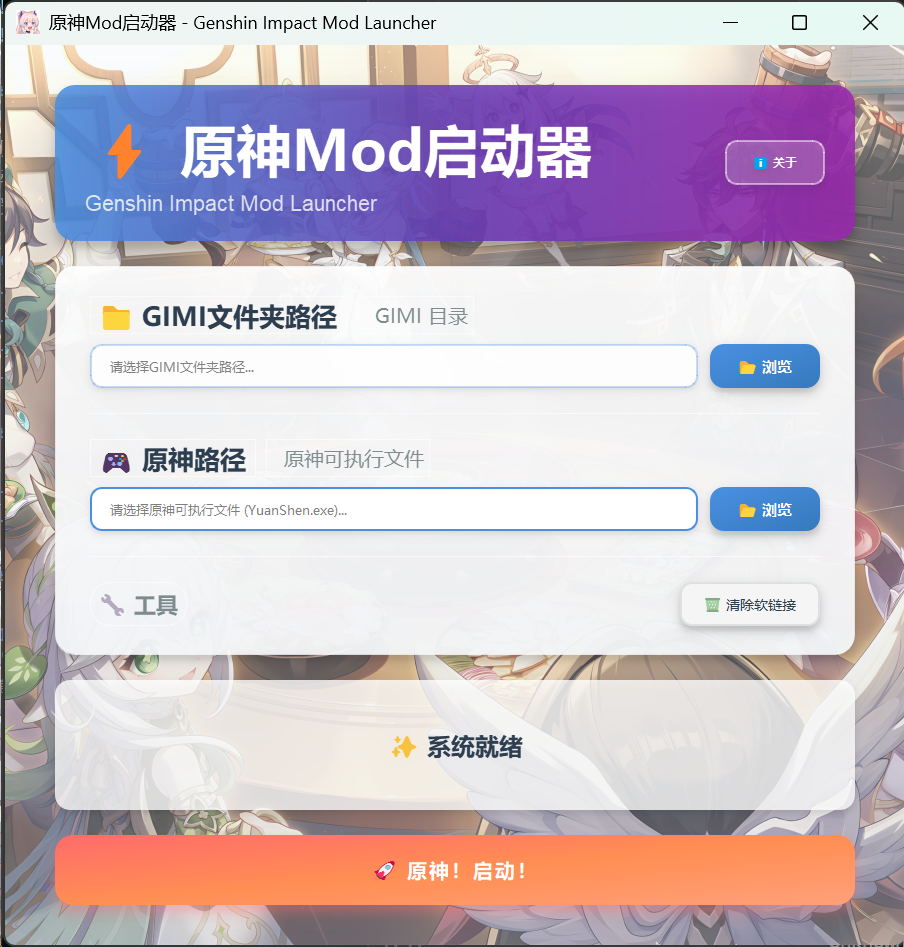 原神Mod启动器 - Genshin Impact Mod Launcher
原神Mod启动器
Genshin Impact Mod Launcher
关于
GIMI文件夹路径 GIMI 目录
请选择GIMI文件夹路径...
浏览
原神路径 原神可执行文件
请选择原神可执行文件 (YuanShen.exe)...
浏览
工具
清除软链接
系统就绪
原神！启动！